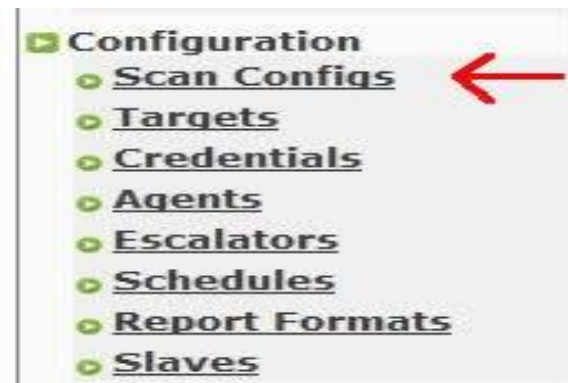 Configuration
Scan Configs
Targets
Credentials
Agents
Escalators
Schedules
Report Formats
Slaves